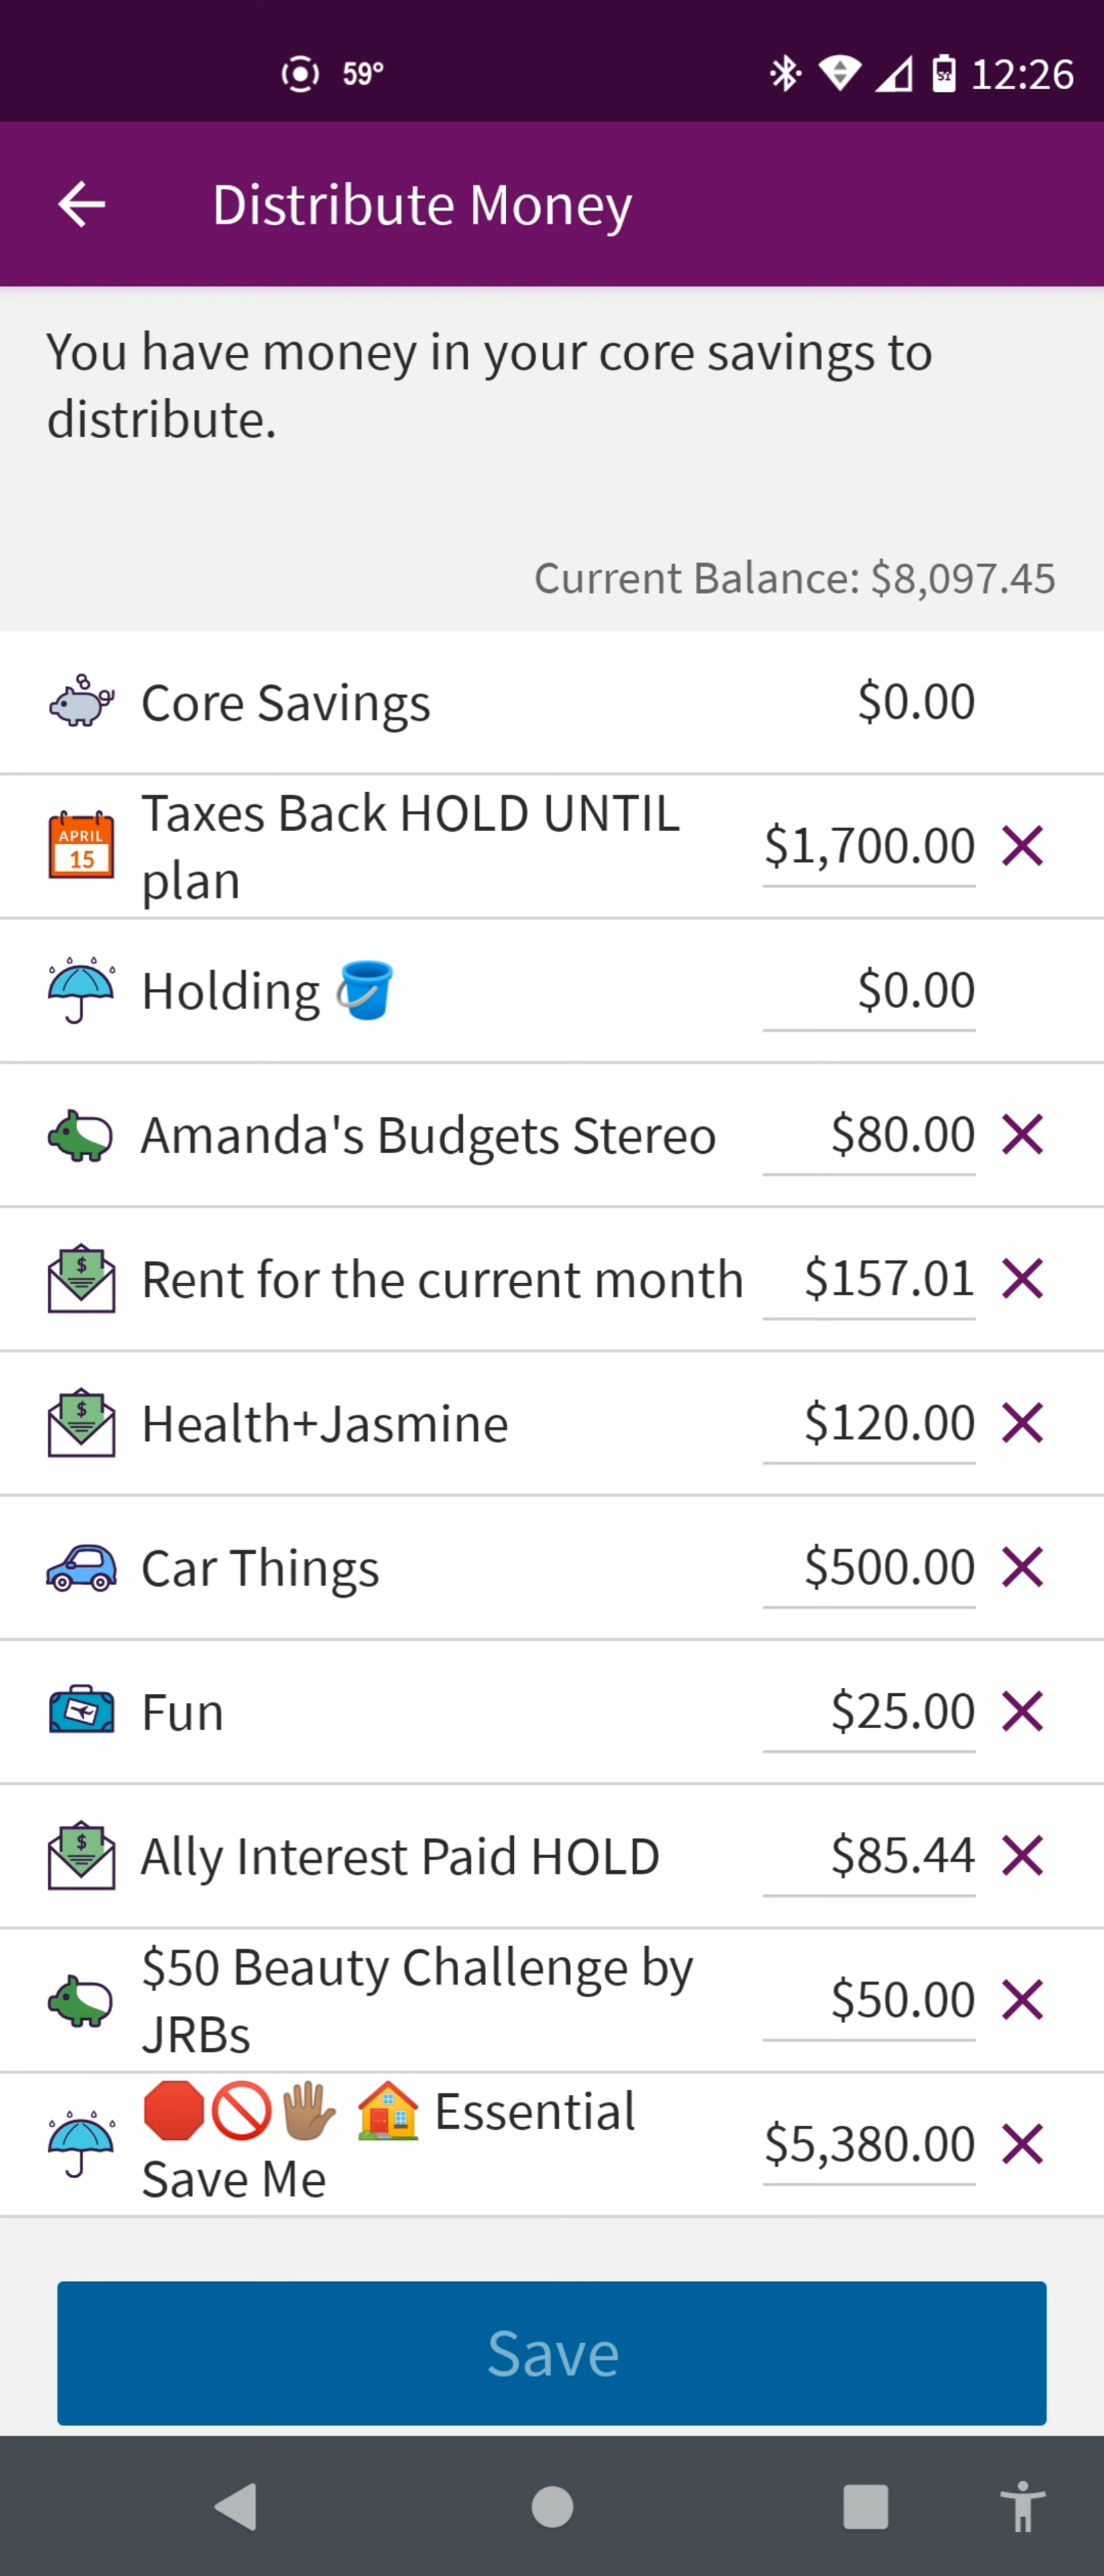 59°
51
12:26
Distribute Money
You have money in your core savings to
distribute.
Current Balance: $8,097.45
Core Savings $0.00
APRIL
15
Taxes Back HOLD UNTIL
plan
$1,700.00
Holding 🪣 $0.00
Amanda's Budgets Stereo $80.00
$
Rent for the current month $157.01
$
Health+Jasmine $120.00
Car Things $500.00
Fun $25.00
$
Ally Interest Paid HOLD $85.44
$50 Beauty Challenge by
JRBs
$50.00
🛑🚫🖐🏽 🏠 Essential
Save Me
$5,380.00
Save